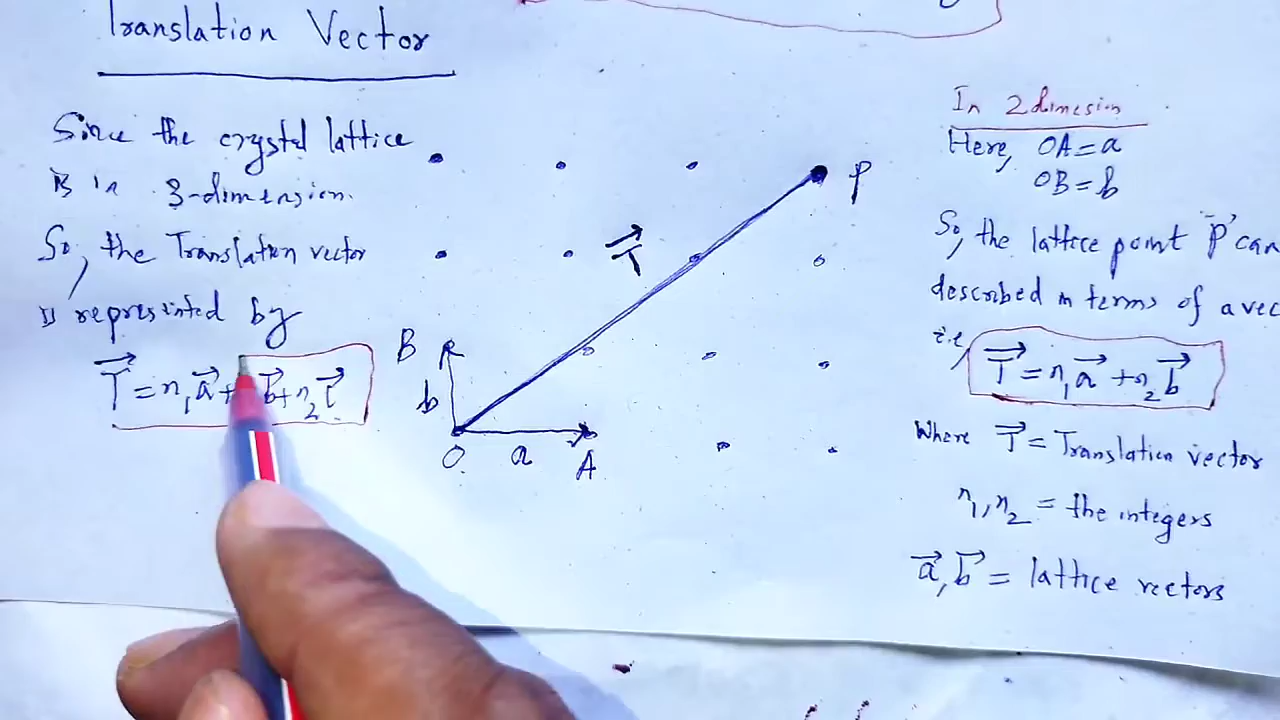 Translation Vector
Since the crystal lattice
is in 3-dimension.
So, the Translation vector
is represented by
T⃗ = n₁a⃗ + b⃗ + n₂c⃗
B
b
O
a
A
T⃗
P
In 2 dimesion
Here, OA = a
OB = b
So, the lattice point 'P' can
described in terms of a vec
i.e,
T⃗ = n₁a⃗ + n₂b⃗
Where T⃗ = Translation vector
n₁, n₂ = the integers
a⃗, b⃗ = lattice vectors